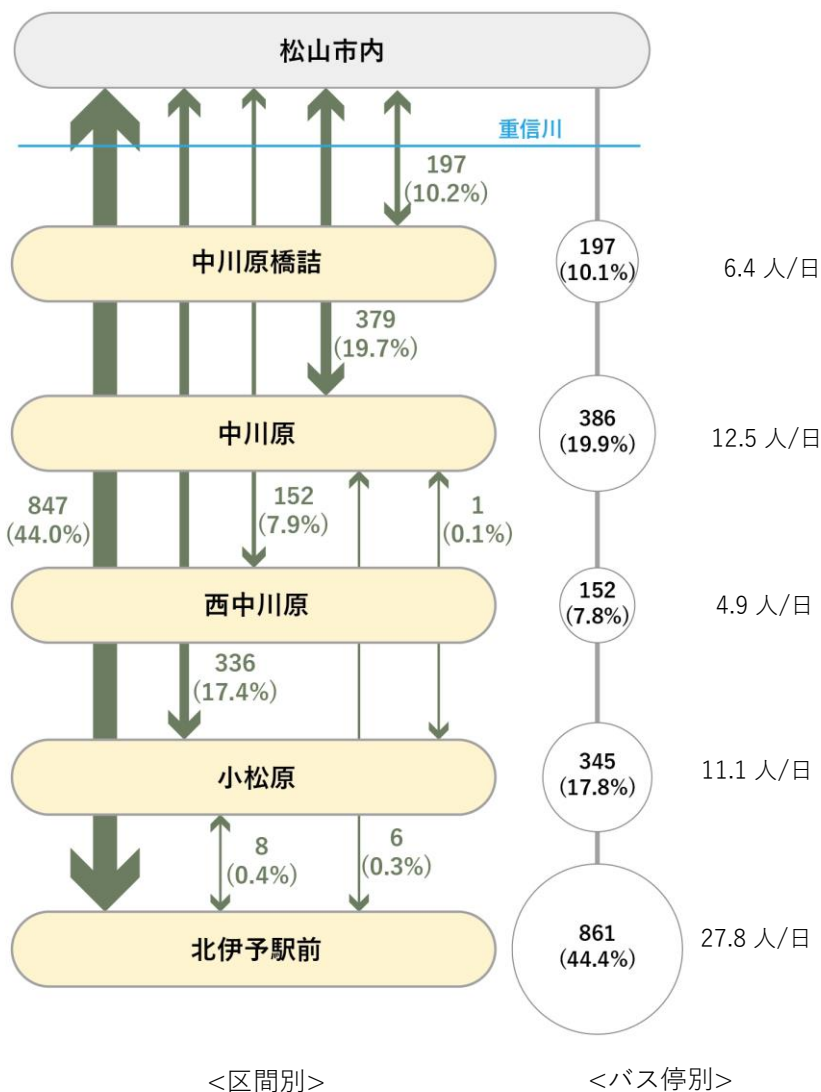 松山市内
重信川
197
(10.2%)
中川原橋詰
197
(10.1%)
6.4 人/日
379
(19.7%)
中川原
386
(19.9%)
12.5 人/日
847
(44.0%)
152
(7.9%)
1
(0.1%)
西中川原
152
(7.8%)
4.9 人/日
336
(17.4%)
小松原
345
(17.8%)
11.1 人/日
8
(0.4%)
6
(0.3%)
北伊予駅前
861
(44.4%)
27.8 人/日
<区間別>
<バス停別>